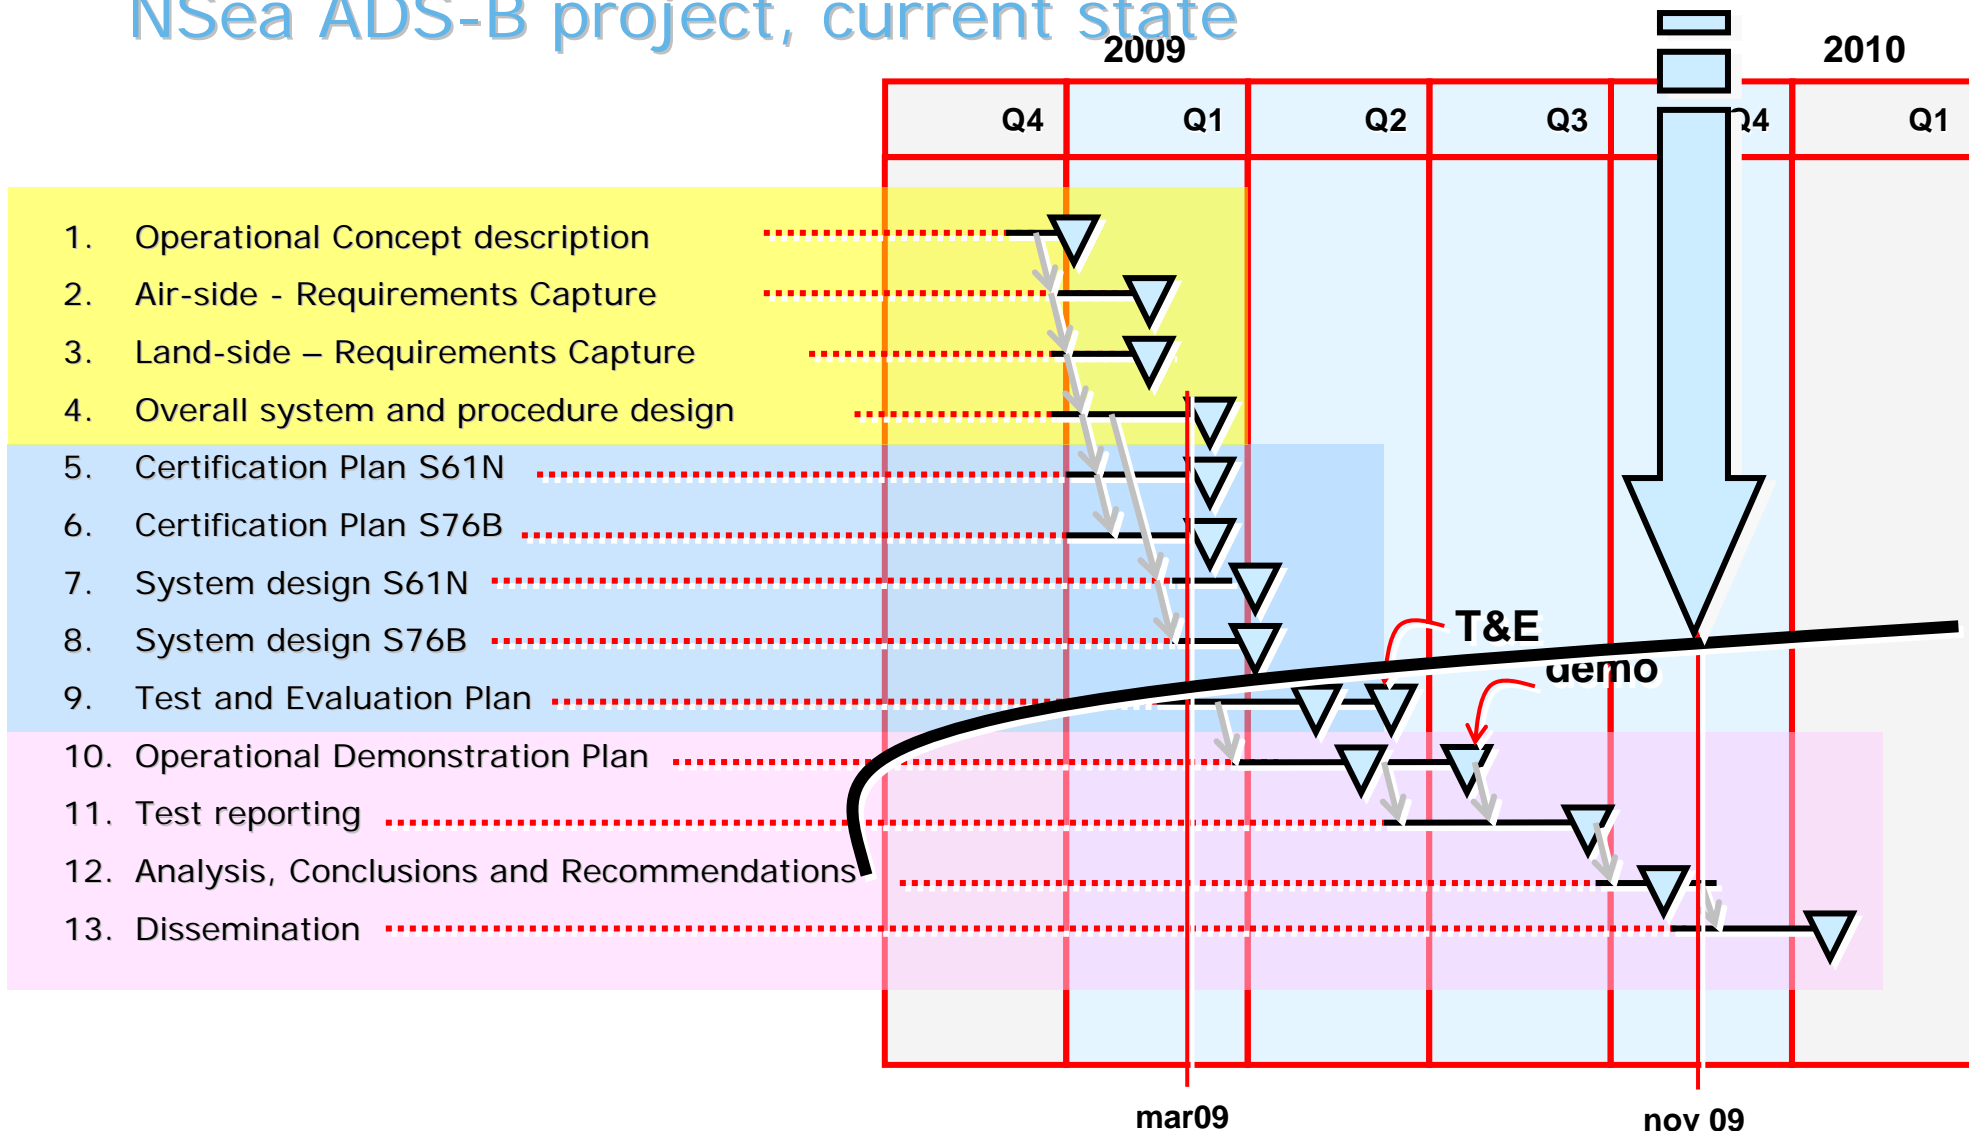 NSea ADS-B project, current state
2009 2010
Q4 Q1 Q2 Q3 Q4 Q1
1. Operational Concept description
2. Air-side - Requirements Capture
3. Land-side – Requirements Capture
4. Overall system and procedure design
5. Certification Plan S61N
6. Certification Plan S76B
7. System design S61N
8. System design S76B
9. Test and Evaluation Plan
10. Operational Demonstration Plan
11. Test reporting
12. Analysis, Conclusions and Recommendations
13. Dissemination
T&E
demo
mar09 nov 09